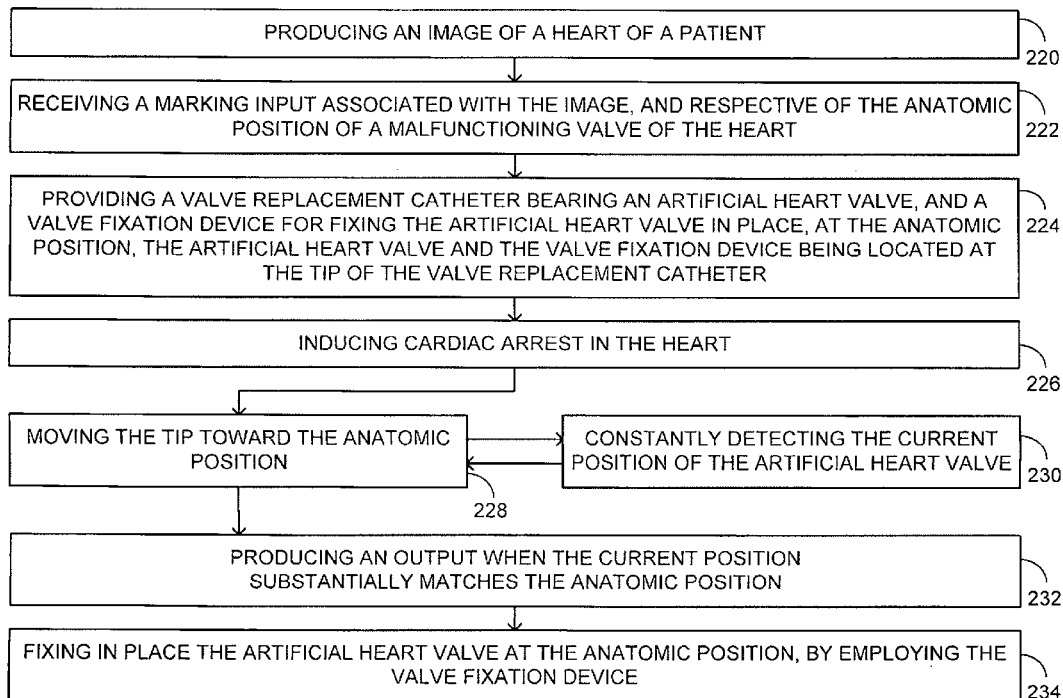 PRODUCING AN IMAGE OF A HEART OF A PATIENT
220
RECEIVING A MARKING INPUT ASSOCIATED WITH THE IMAGE, AND RESPECTIVE OF THE ANATOMIC
POSITION OF A MALFUNCTIONING VALVE OF THE HEART
222
PROVIDING A VALVE REPLACEMENT CATHETER BEARING AN ARTIFICIAL HEART VALVE, AND A
VALVE FIXATION DEVICE FOR FIXING THE ARTIFICIAL HEART VALVE IN PLACE, AT THE ANATOMIC
POSITION, THE ARTIFICIAL HEART VALVE AND THE VALVE FIXATION DEVICE BEING LOCATED AT
THE TIP OF THE VALVE REPLACEMENT CATHETER
224
INDUCING CARDIAC ARREST IN THE HEART
226
MOVING THE TIP TOWARD THE ANATOMIC
POSITION
228
CONSTANTLY DETECTING THE CURRENT
POSITION OF THE ARTIFICIAL HEART VALVE
230
PRODUCING AN OUTPUT WHEN THE CURRENT POSITION
SUBSTANTIALLY MATCHES THE ANATOMIC POSITION
232
FIXING IN PLACE THE ARTIFICIAL HEART VALVE AT THE ANATOMIC POSITION, BY EMPLOYING THE
VALVE FIXATION DEVICE
234